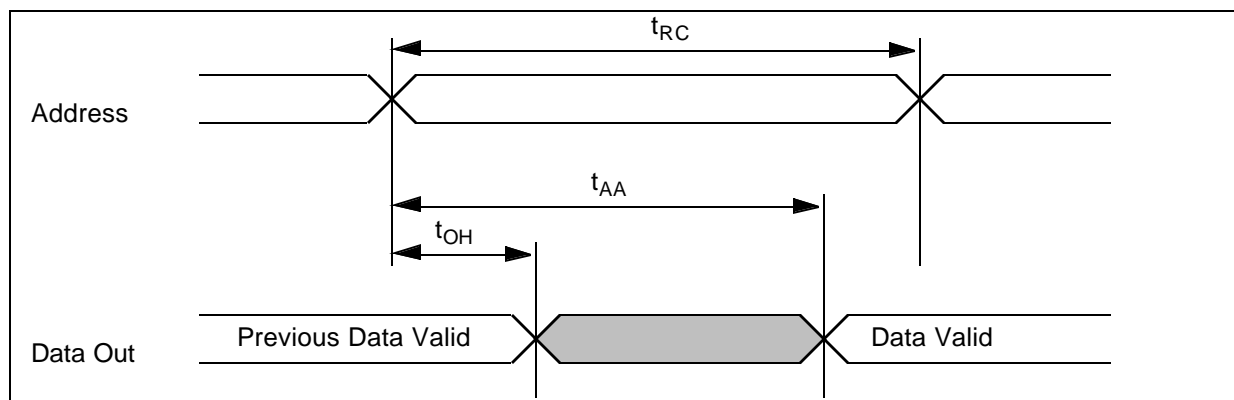 tRC
Address
tAA
tOH
Previous Data Valid
Data Valid
Data Out